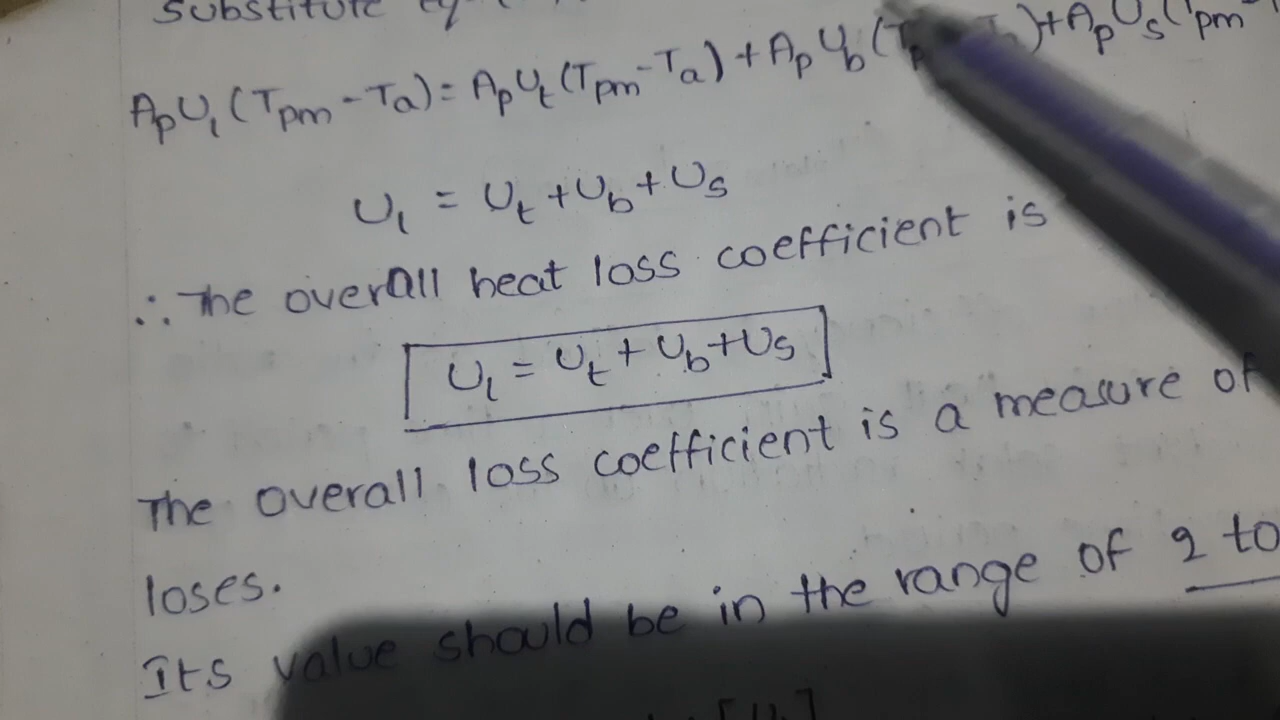 Substitute
ApUl(Tpm-Ta) = ApUt(Tpm-Ta)+ApUb(Tp )+ApUs(Tpm-
Ul = Ut+Ub+Us
∴ The overall heat loss coefficient is
Ul = Ut+Ub+Us
The overall loss coefficient is a measure of
loses.
Its value should be in the range of 2 to